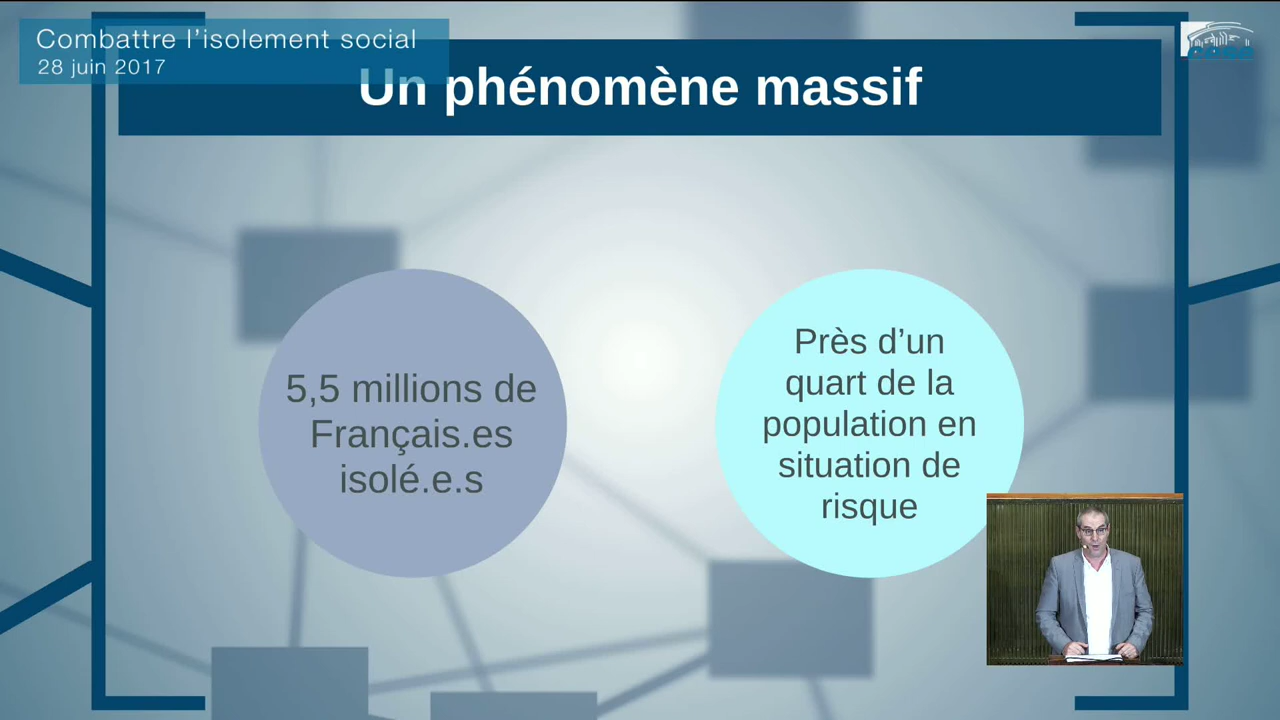 Combattre l'isolement social
28 juin 2017
Un phénomène massif
5,5 millions de
Français.es
isolé.e.s
Près d’un
quart de la
population en
situation de
risque